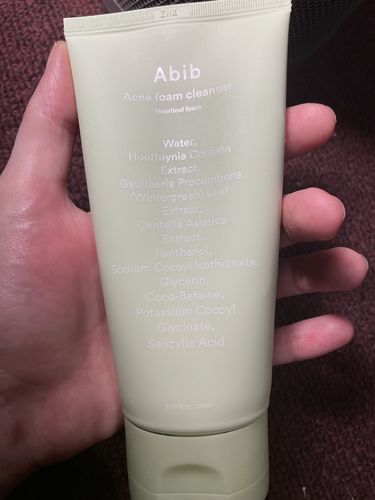 Abib
Acne foam cleanser
Heartleaf foam
Water,
Houttuynia Cordata
Extract,
Gaultheria Procumbens
(Wintergreen) Leaf
Extract,
Centella Asiatica
Extract,
Panthenol,
Sodium Cocoyl Isethionate,
Glycerin,
Coco-Betaine,
Potassium Cocoyl
Glycinate,
Salicylic Acid